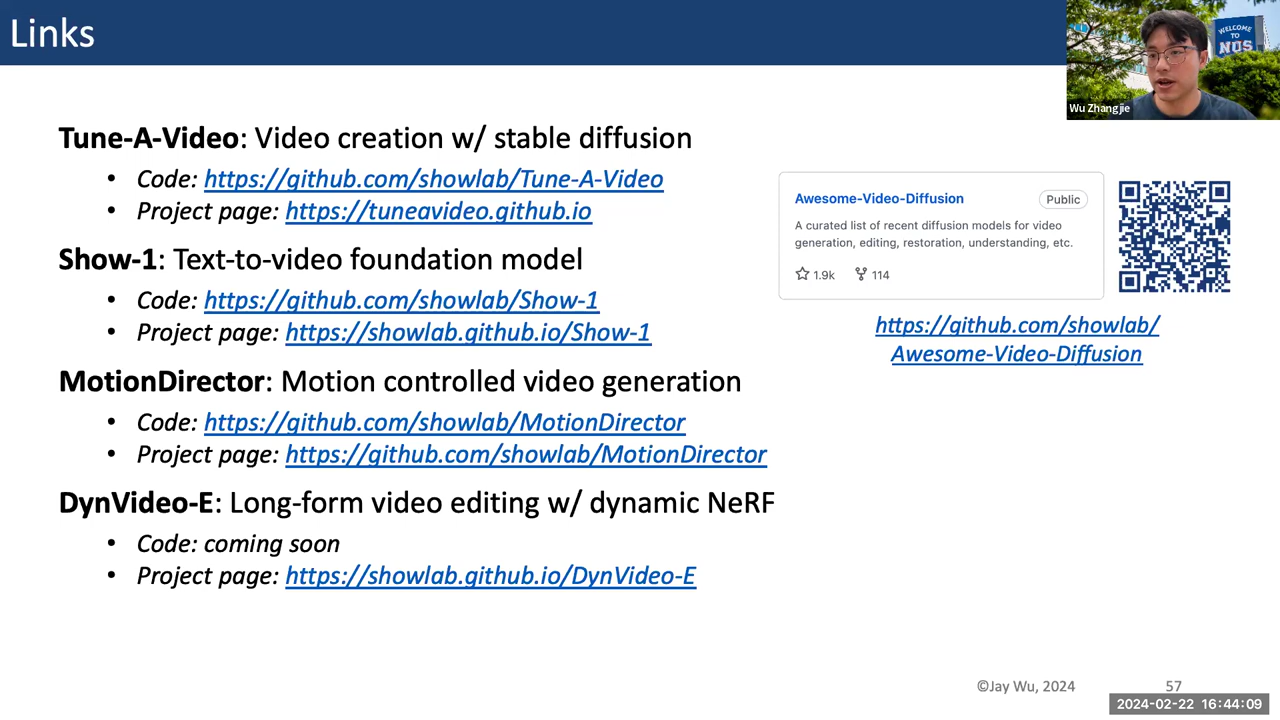 Links
WELCOME
TO
NUS
Wu Zhangjie
Tune-A-Video: Video creation w/ stable diffusion
• Code: https://github.com/showlab/Tune-A-Video
• Project page: https://tuneavideo.github.io
Show-1: Text-to-video foundation model
• Code: https://github.com/showlab/Show-1
• Project page: https://showlab.github.io/Show-1
MotionDirector: Motion controlled video generation
• Code: https://github.com/showlab/MotionDirector
• Project page: https://github.com/showlab/MotionDirector
DynVideo-E: Long-form video editing w/ dynamic NeRF
• Code: coming soon
• Project page: https://showlab.github.io/DynVideo-E
Awesome-Video-Diffusion Public
A curated list of recent diffusion models for video
generation, editing, restoration, understanding, etc.
1.9k 114
https://github.com/showlab/
Awesome-Video-Diffusion
©Jay Wu, 2024 57
2024-02-22 16:44:09